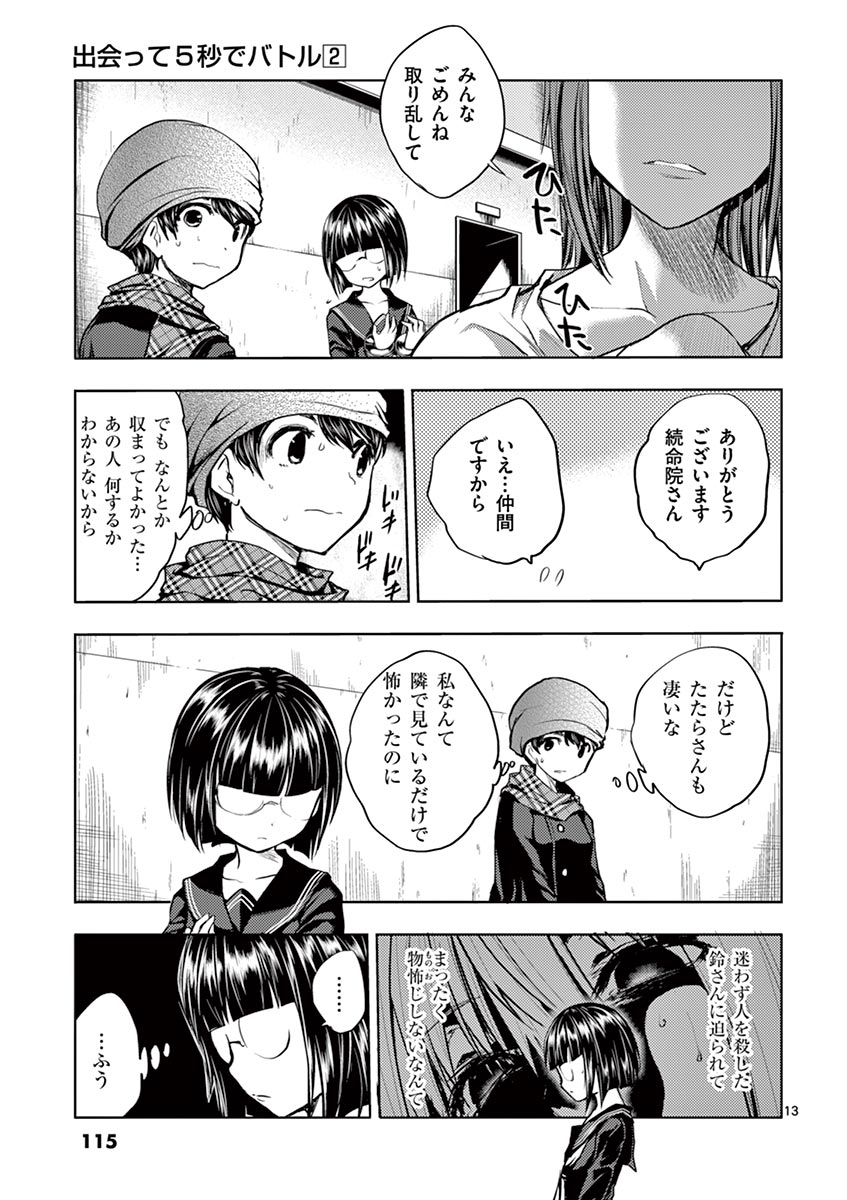 出会って5秒でバトル2
みんな
ごめんね
取り乱して
ひた
ひた
ありがとう
ございます
続命院さん
いえ…仲間
ですから
ドキ
ドキ
でも なんとか
収まってよかった…
あの人 何するか
わからないから
だけど
たたらさんも
凄いな
私なんて
隣で見ているだけで
怖かったのに
迷わず人を殺した
鈴さんに迫られて
まったく
物怖じしないなんて
ものお
……
…ふう
13
115